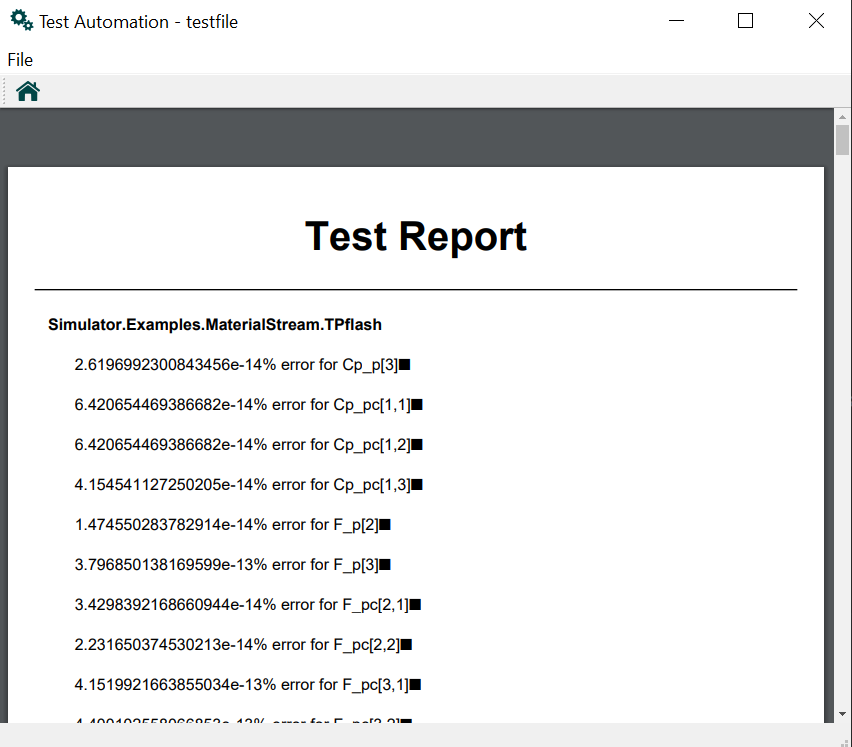 Test Automation - testfile
File
Test Report
Simulator.Examples.MaterialStream.TPflash
2.6196992300843456e-14% error for Cp_p[3]■
6.420654469386682e-14% error for Cp_pc[1,1]■
6.420654469386682e-14% error for Cp_pc[1,2]■
4.154541127250205e-14% error for Cp_pc[1,3]■
1.474550283782914e-14% error for F_p[2]■
3.796850138169599e-13% error for F_p[3]■
3.4298392168660944e-14% error for F_pc[2,1]■
2.231650374530213e-14% error for F_pc[2,2]■
4.1519921663855034e-13% error for F_pc[3,1]■
error for